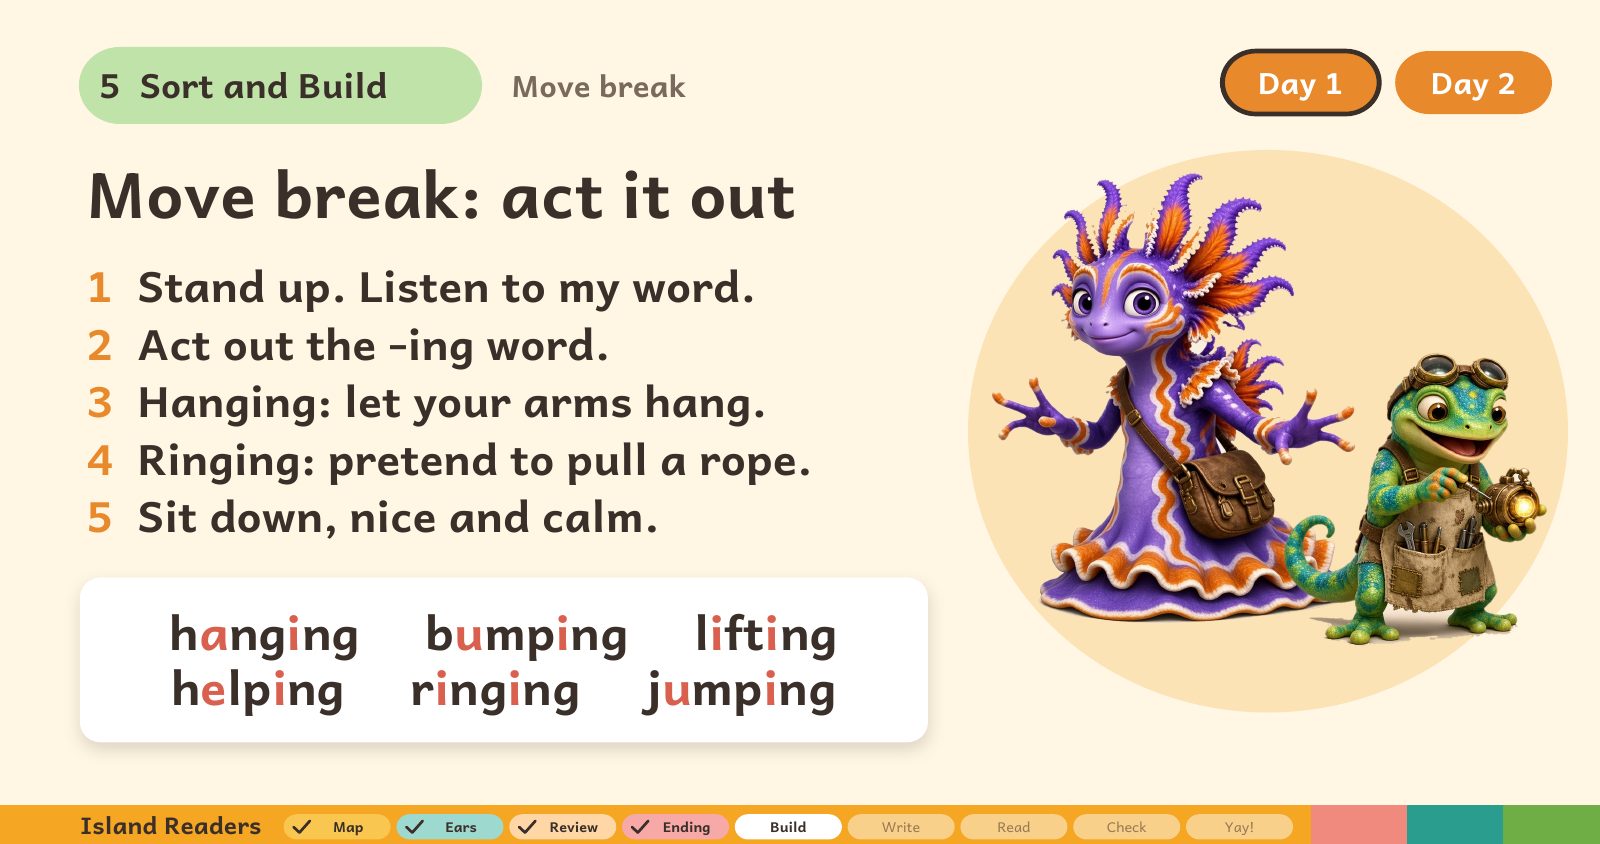 5 Sort and Build
Move break
Day 1
Day 2
Move break: act it out
1 Stand up. Listen to my word.
2 Act out the -ing word.
3 Hanging: let your arms hang.
4 Ringing: pretend to pull a rope.
5 Sit down, nice and calm.
hanging bumping lifting
helping ringing jumping
Island Readers
Map
Ears
Review
Ending
Build
Write
Read
Check
Yay!